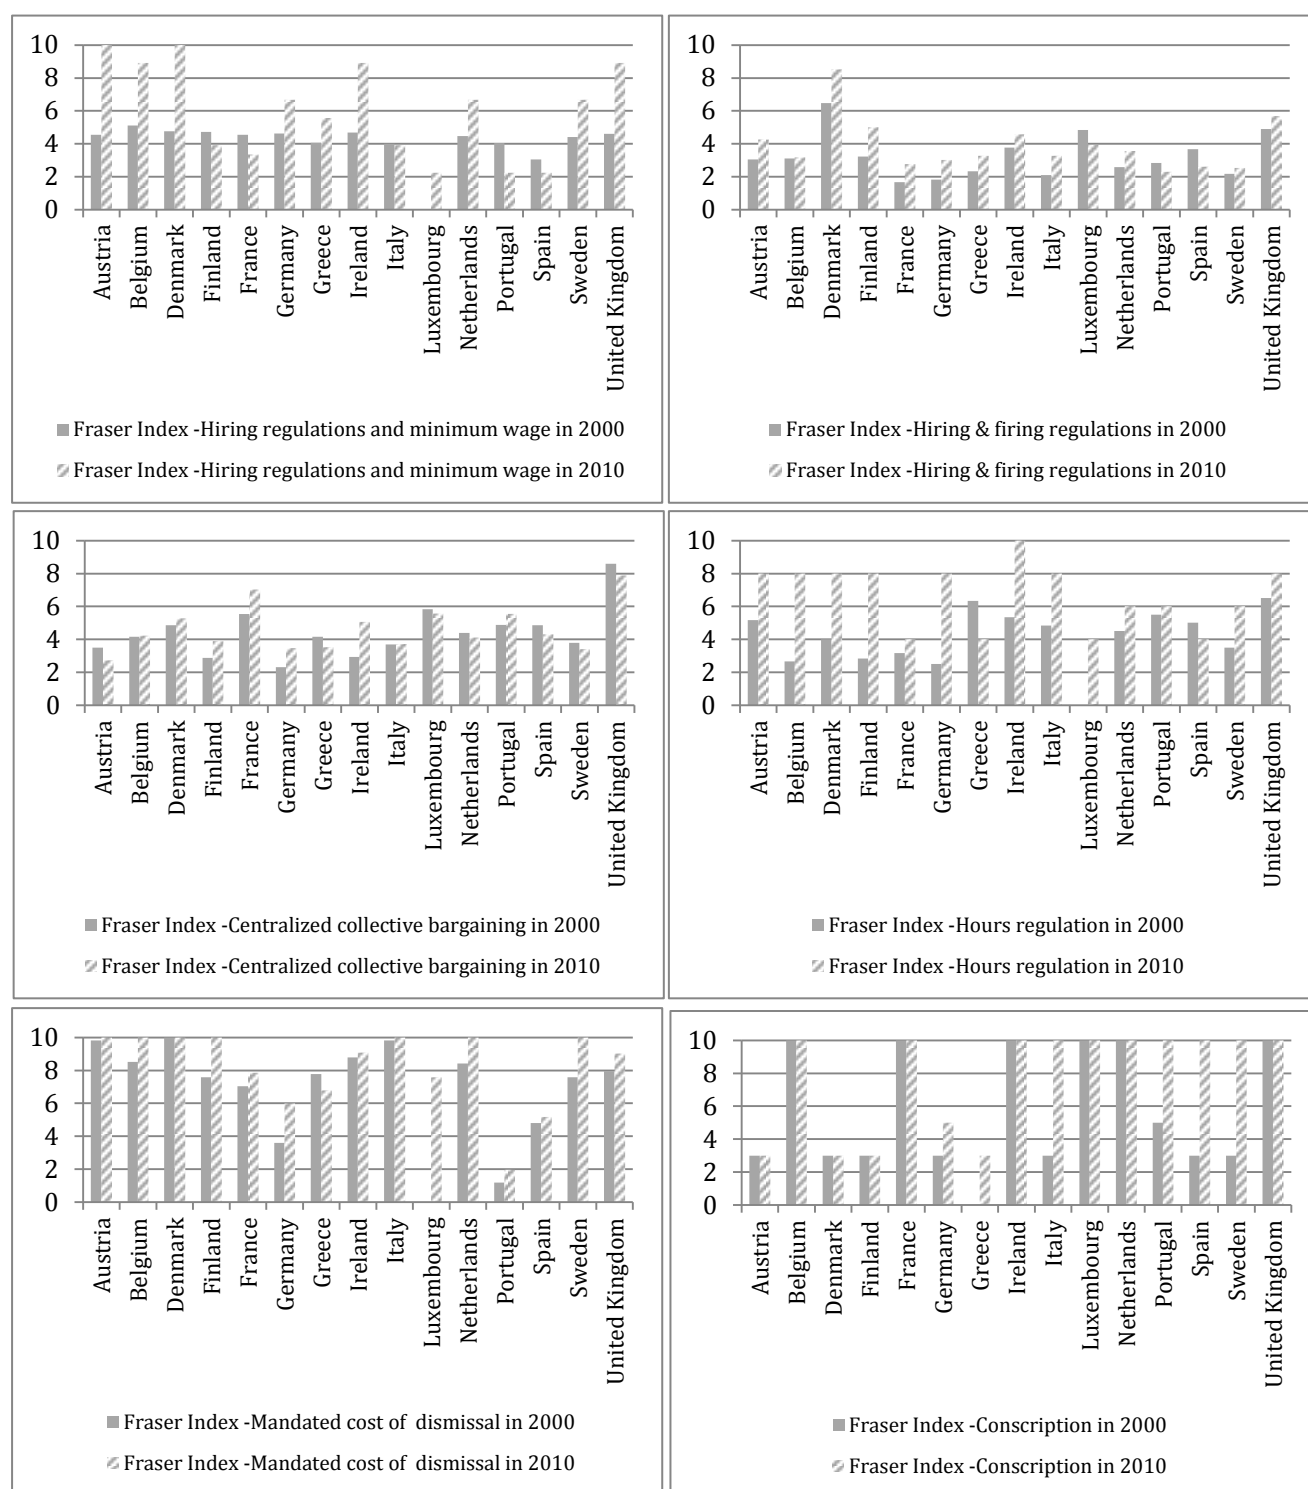 10
8
6
4
2
0
Austria
Belgium
Denmark
Finland
France
Germany
Greece
Ireland
Italy
Luxembourg
Netherlands
Portugal
Spain
Sweden
United Kingdom
Fraser Index -Hiring regulations and minimum wage in 2000
Fraser Index -Hiring regulations and minimum wage in 2010
10
8
6
4
2
0
Austria
Belgium
Denmark
Finland
France
Germany
Greece
Ireland
Italy
Luxembourg
Netherlands
Portugal
Spain
Sweden
United Kingdom
Fraser Index -Hiring & firing regulations in 2000
Fraser Index -Hiring & firing regulations in 2010
10
8
6
4
2
0
Austria
Belgium
Denmark
Finland
France
Germany
Greece
Ireland
Italy
Luxembourg
Netherlands
Portugal
Spain
Sweden
United Kingdom
Fraser Index -Centralized collective bargaining in 2000
Fraser Index -Centralized collective bargaining in 2010
10
8
6
4
2
0
Austria
Belgium
Denmark
Finland
France
Germany
Greece
Ireland
Italy
Luxembourg
Netherlands
Portugal
Spain
Sweden
United Kingdom
Fraser Index -Hours regulation in 2000
Fraser Index -Hours regulation in 2010
10
8
6
4
2
0
Austria
Belgium
Denmark
Finland
France
Germany
Greece
Ireland
Italy
Luxembourg
Netherlands
Portugal
Spain
Sweden
United Kingdom
Fraser Index -Mandated cost of dismissal in 2000
Fraser Index -Mandated cost of dismissal in 2010
10
8
6
4
2
0
Austria
Belgium
Denmark
Finland
France
Germany
Greece
Ireland
Italy
Luxembourg
Netherlands
Portugal
Spain
Sweden
United Kingdom
Fraser Index -Conscription in 2000
Fraser Index -Conscription in 2010